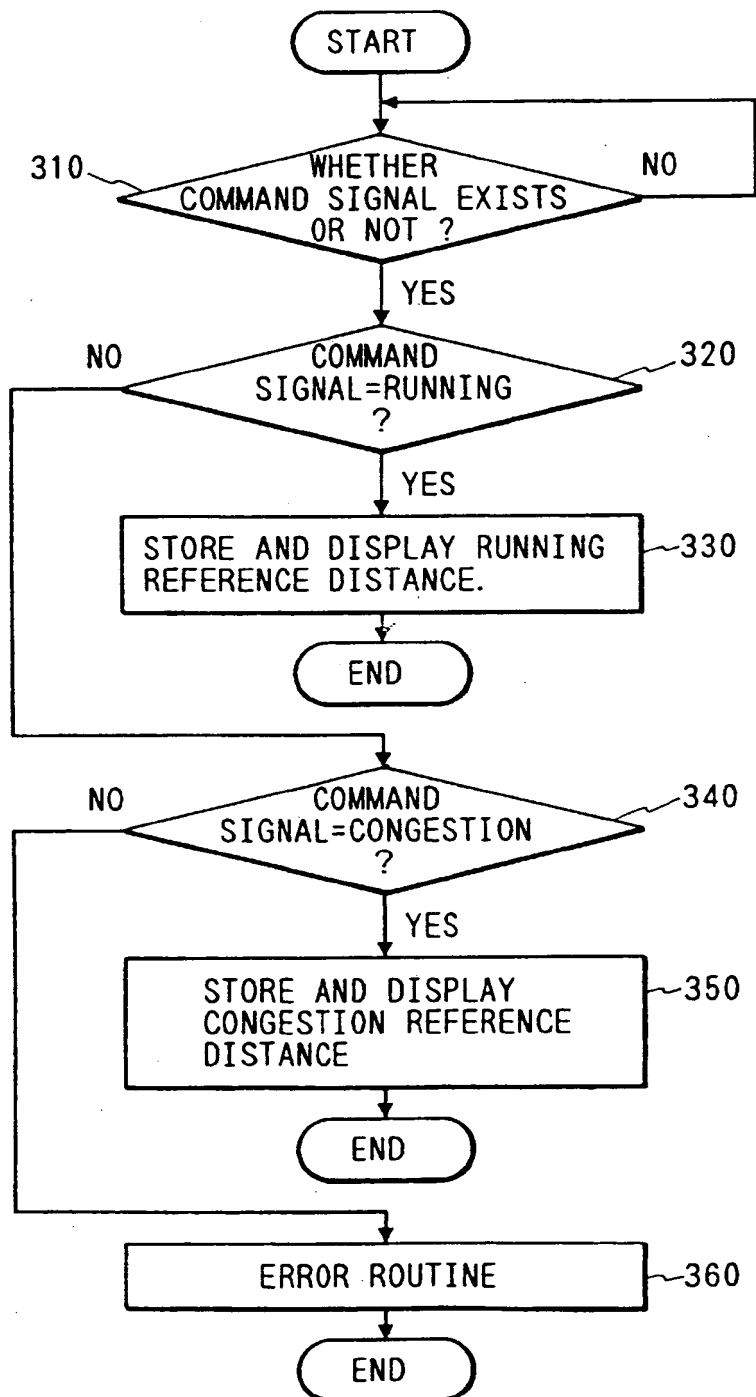 START
310
WHETHER
COMMAND SIGNAL EXISTS
OR NOT ?
NO
YES
NO
COMMAND
SIGNAL=RUNNING
?
320
YES
STORE AND DISPLAY RUNNING
REFERENCE DISTANCE.
330
END
NO
COMMAND
SIGNAL=CONGESTION
?
340
YES
STORE AND DISPLAY
CONGESTION REFERENCE
DISTANCE
350
END
ERROR ROUTINE
360
END